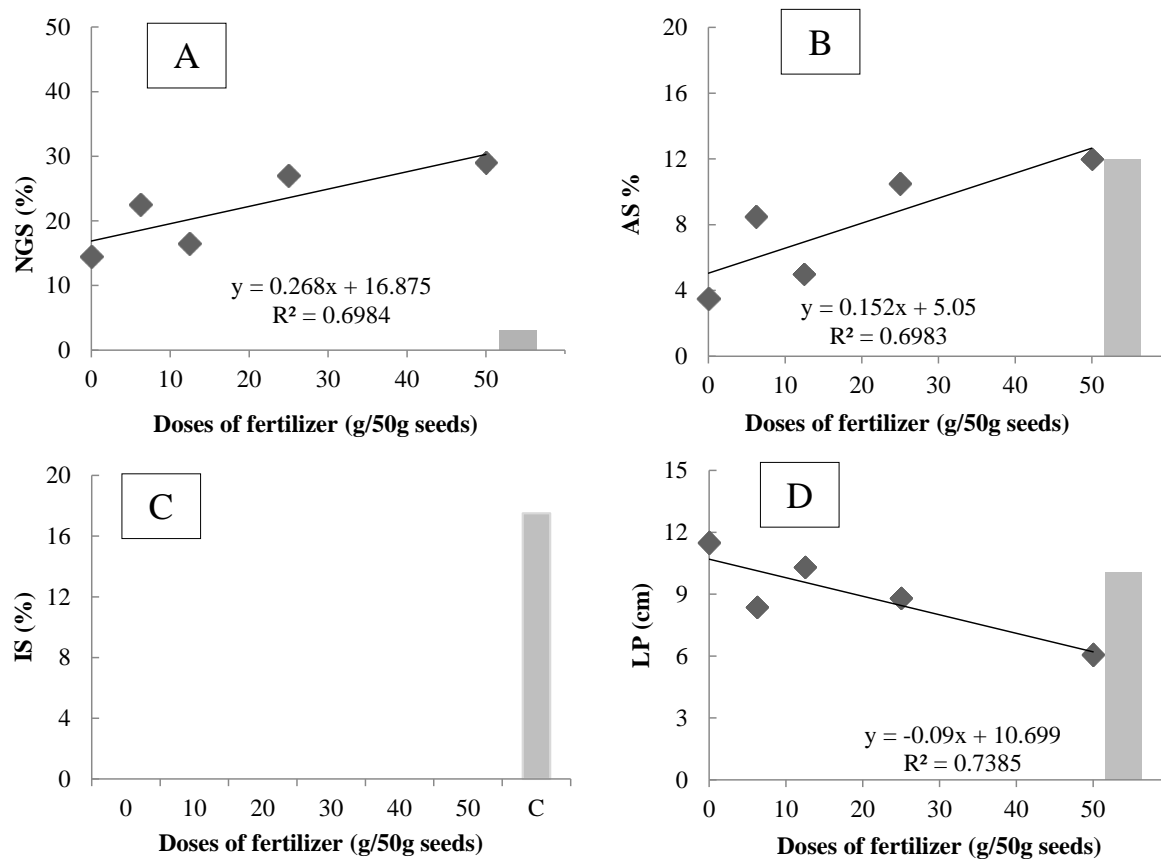 50
40
30
20
10
0
NGS (%)
A
y = 0.268x + 16.875
R² = 0.6984
0 10 20 30 40 50
Doses of fertilizer (g/50g seeds)
20
16
12
8
4
0
AS %
B
y = 0.152x + 5.05
R² = 0.6983
0 10 20 30 40 50
Doses of fertilizer (g/50g seeds)
20
16
12
8
4
0
IS (%)
C
0 10 20 30 40 50 C
Doses of fertilizer (g/50g seeds)
15
12
9
6
3
0
LP (cm)
D
y = -0.09x + 10.699
R² = 0.7385
0 10 20 30 40 50
Doses of fertilizer (g/50g seeds)